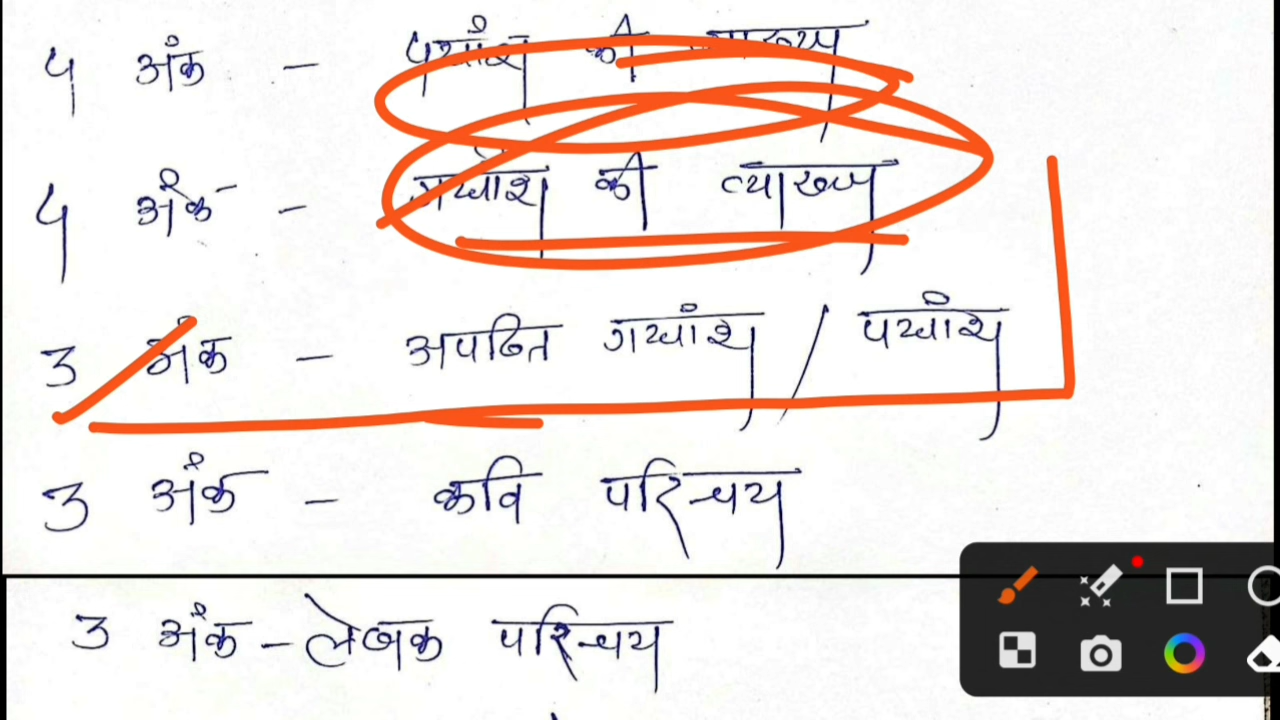 4 अंक - पद्यांश की व्याख्या
4 अंक - गद्यांश की व्याख्या
3 अंक - अपठित गद्यांश / पद्यांश
3 अंक - कवि परिचय
3 अंक - लेखक परिचय